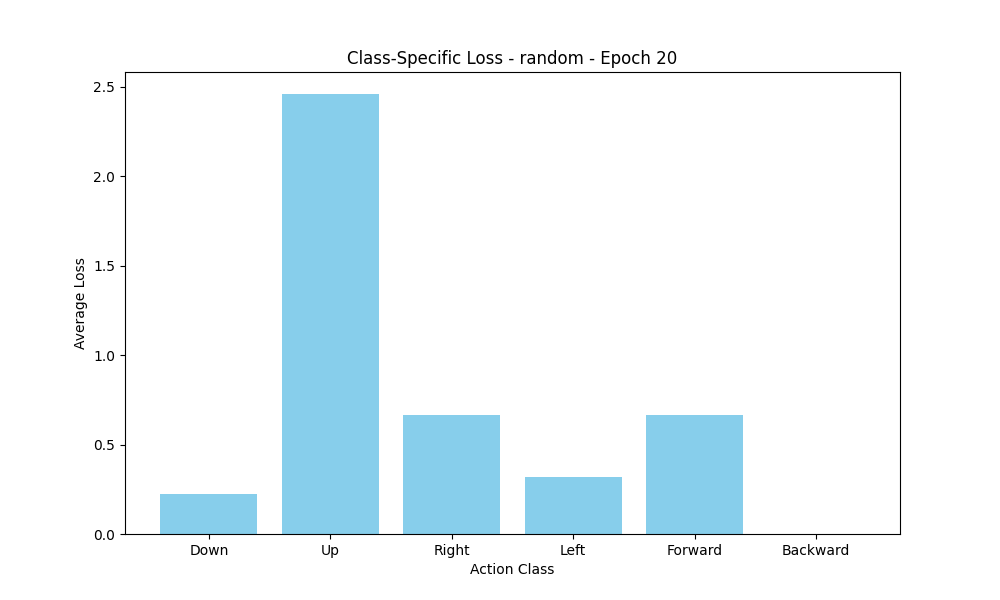 Class-Specific Loss - random - Epoch 20
2.5
2.0
1.5
1.0
0.5
0.0
Average Loss
Down Up Right Left Forward Backward
Action Class